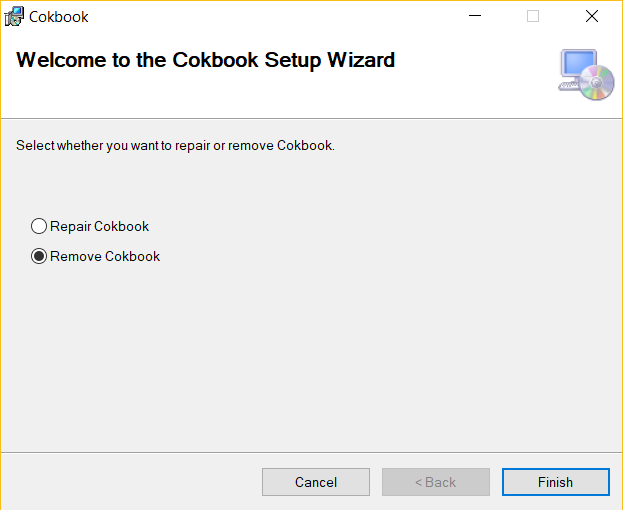 Cokbook
Welcome to the Cokbook Setup Wizard
Select whether you want to repair or remove Cokbook.
Repair Cokbook
Remove Cokbook
Cancel
< Back
Finish